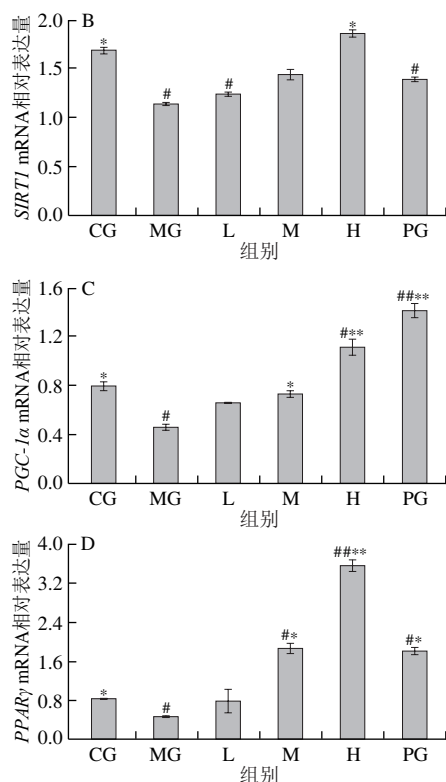 B
2.0
1.5
1.0
1.5
0.0
SIRT1 mRNA相对表达量
* # # * #
CG MG L M H PG
组别
C
1.6
1.2
0.8
0.4
0.0
PGC-1α mRNA相对表达量
* # * #** ##**
CG MG L M H PG
组别
D
4.0
3.2
2.4
1.6
0.8
0.0
PPARγ mRNA相对表达量
* # #* ##** #*
CG MG L M H PG
组别